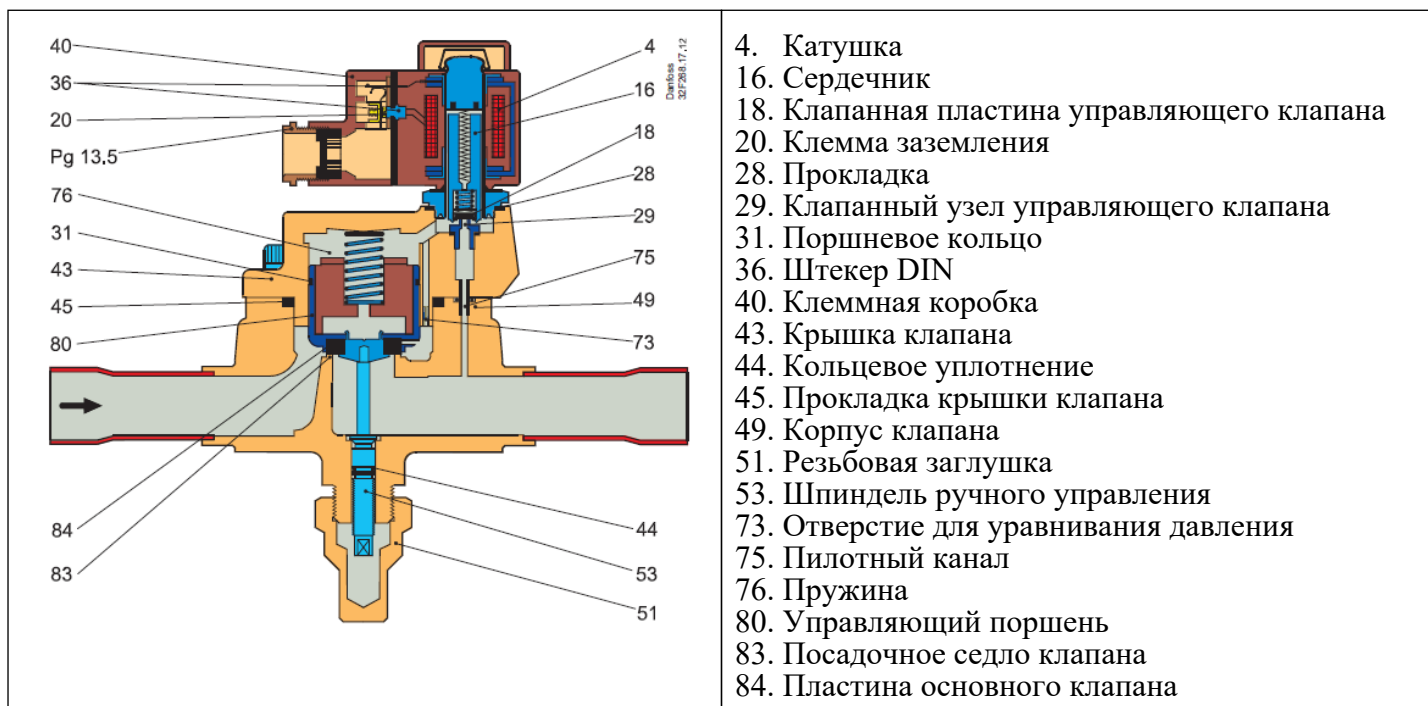 40
36
20
Pg 13,5
76
31
43
45
80
84
83
4
16
18
28
29
75
49
73
44
53
51
Danfoss
32F268.17.12
4. Катушка
16. Сердечник
18. Клапанная пластина управляющего клапана
20. Клемма заземления
28. Прокладка
29. Клапанный узел управляющего клапана
31. Поршневое кольцо
36. Штекер DIN
40. Клеммная коробка
43. Крышка клапана
44. Кольцевое уплотнение
45. Прокладка крышки клапана
49. Корпус клапана
51. Резьбовая заглушка
53. Шпиндель ручного управления
73. Отверстие для уравнивания давления
75. Пилотный канал
76. Пружина
80. Управляющий поршень
83. Посадочное седло клапана
84. Пластина основного клапана